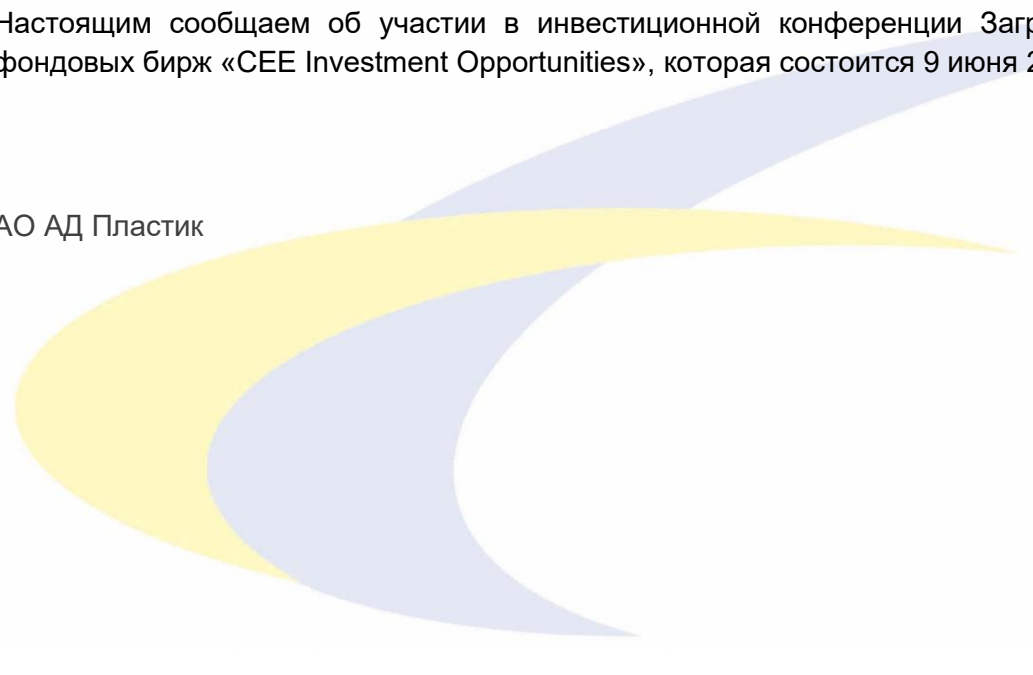 Настоящим сообщаем об участии в инвестиционной конференции
фондовых бирж «CEE Investment Opportunities», которая состоится 9 июня
АО АД Пластик